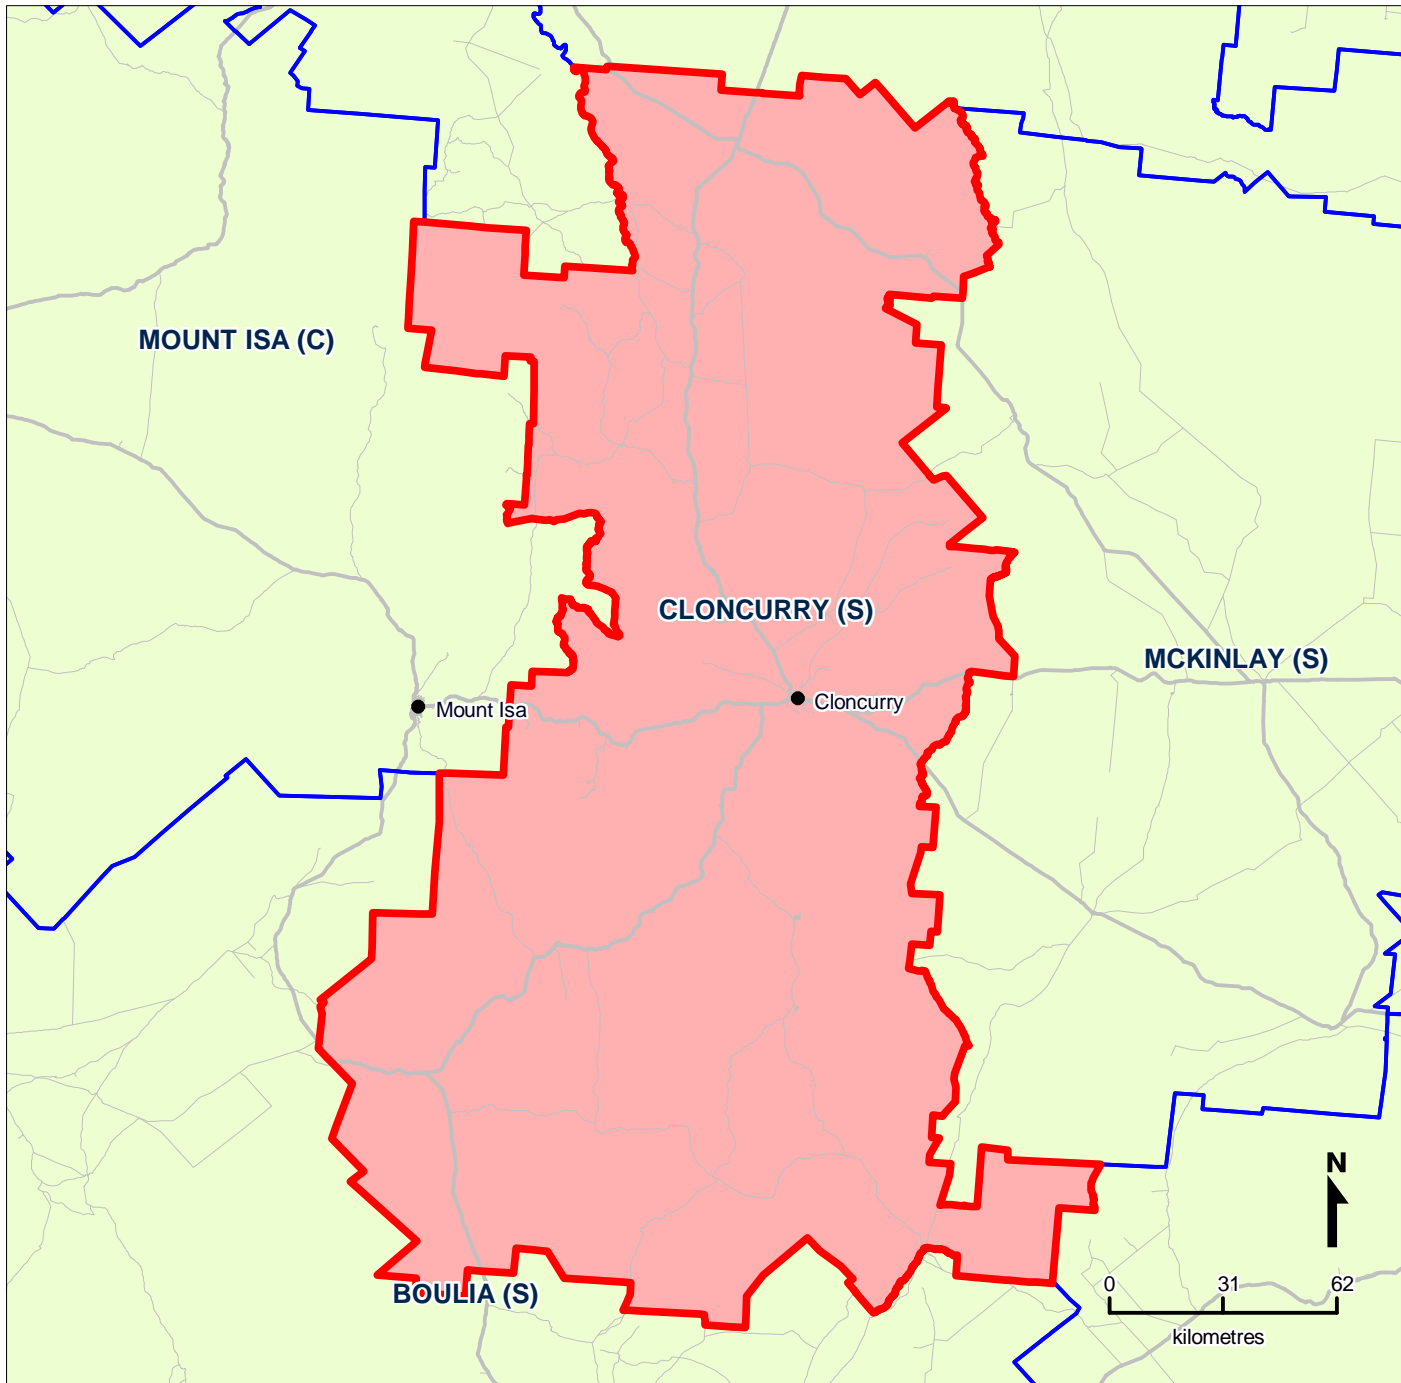 MOUNT ISA (C)
CLONCURRY (S)
MCKINLAY (S)
Mount Isa
Cloncurry
N
BOULIA (S)
0 31 62
kilometres